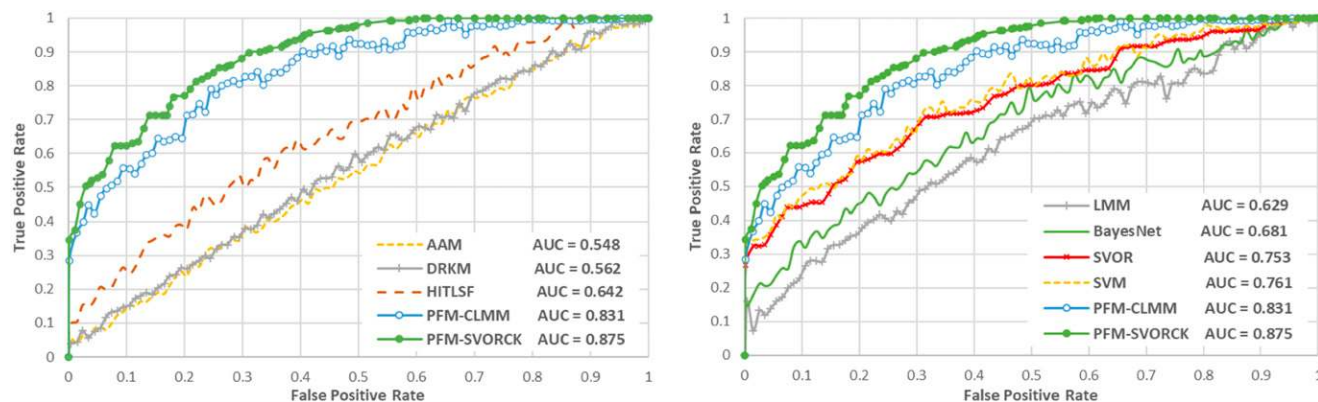 1
0.9
0.8
0.7
0.6
0.5
0.4
0.3
0.2
0.1
0
True Positive Rate
AAM AUC = 0.548
DRKM AUC = 0.562
HITLSF AUC = 0.642
PFM-CLMM AUC = 0.831
PFM-SVORCK AUC = 0.875
0 0.1 0.2 0.3 0.4 0.5 0.6 0.7 0.8 0.9 1
False Positive Rate
1
0.9
0.8
0.7
0.6
0.5
0.4
0.3
0.2
0.1
0
True Positive Rate
LMM AUC = 0.629
BayesNet AUC = 0.681
SVOR AUC = 0.753
SVM AUC = 0.761
PFM-CLMM AUC = 0.831
PFM-SVORCK AUC = 0.875
0 0.1 0.2 0.3 0.4 0.5 0.6 0.7 0.8 0.9 1
False Positive Rate